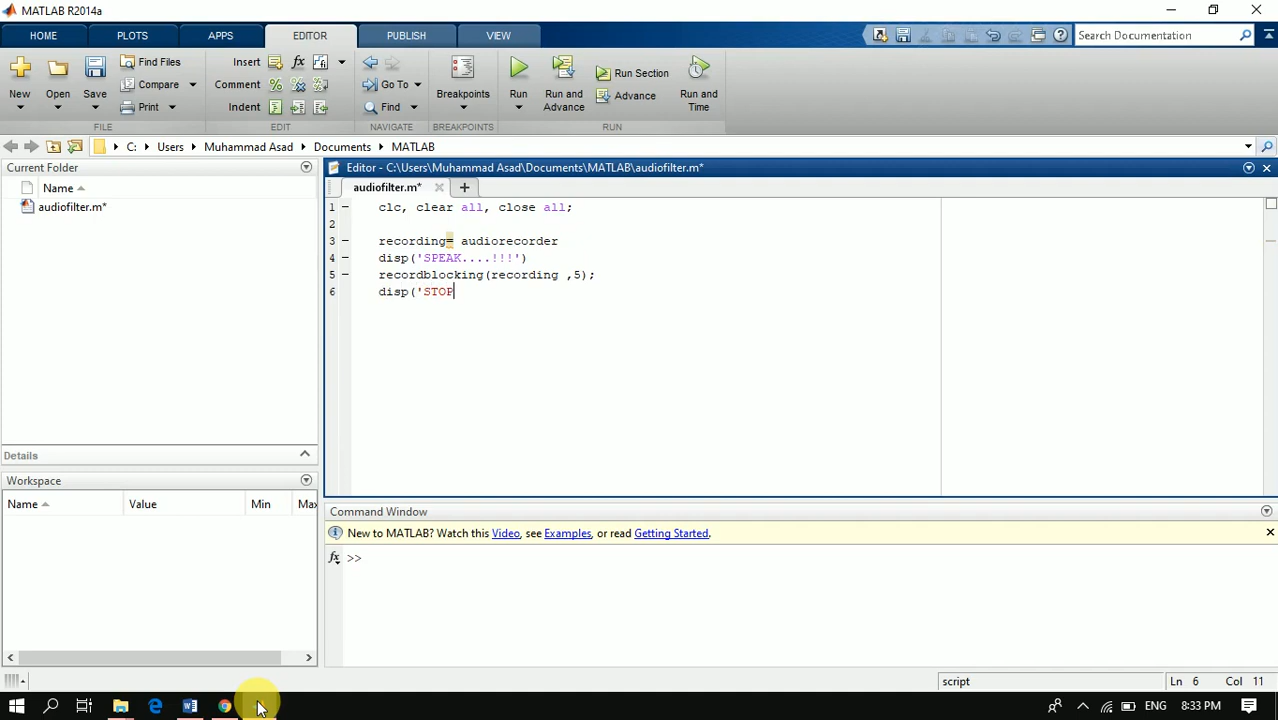 MATLAB R2014a
HOME PLOTS APPS EDITOR PUBLISH VIEW Search Documentation
New Open Save Find Files Compare Print Insert Comment Indent Go To Find Breakpoints Run Run and Advance Run Section Advance Run and Time
FILE EDIT NAVIGATE BREAKPOINTS RUN
C: Users Muhammad Asad Documents MATLAB
Current Folder
Name
audiofilter.m*
Details
Workspace
Name Value Min Max
Editor - C:\Users\Muhammad Asad\Documents\MATLAB\audiofilter.m*
audiofilter.m*
1 clc, clear all, close all;
2
3 recording= audiorecorder
4 disp('SPEAK....!!!')
5 recordblocking(recording ,5);
6 disp('STOP
Command Window
New to MATLAB? Watch this Video, see Examples, or read Getting Started.
fx >>
script Ln 6 Col 11
ENG 8:33 PM